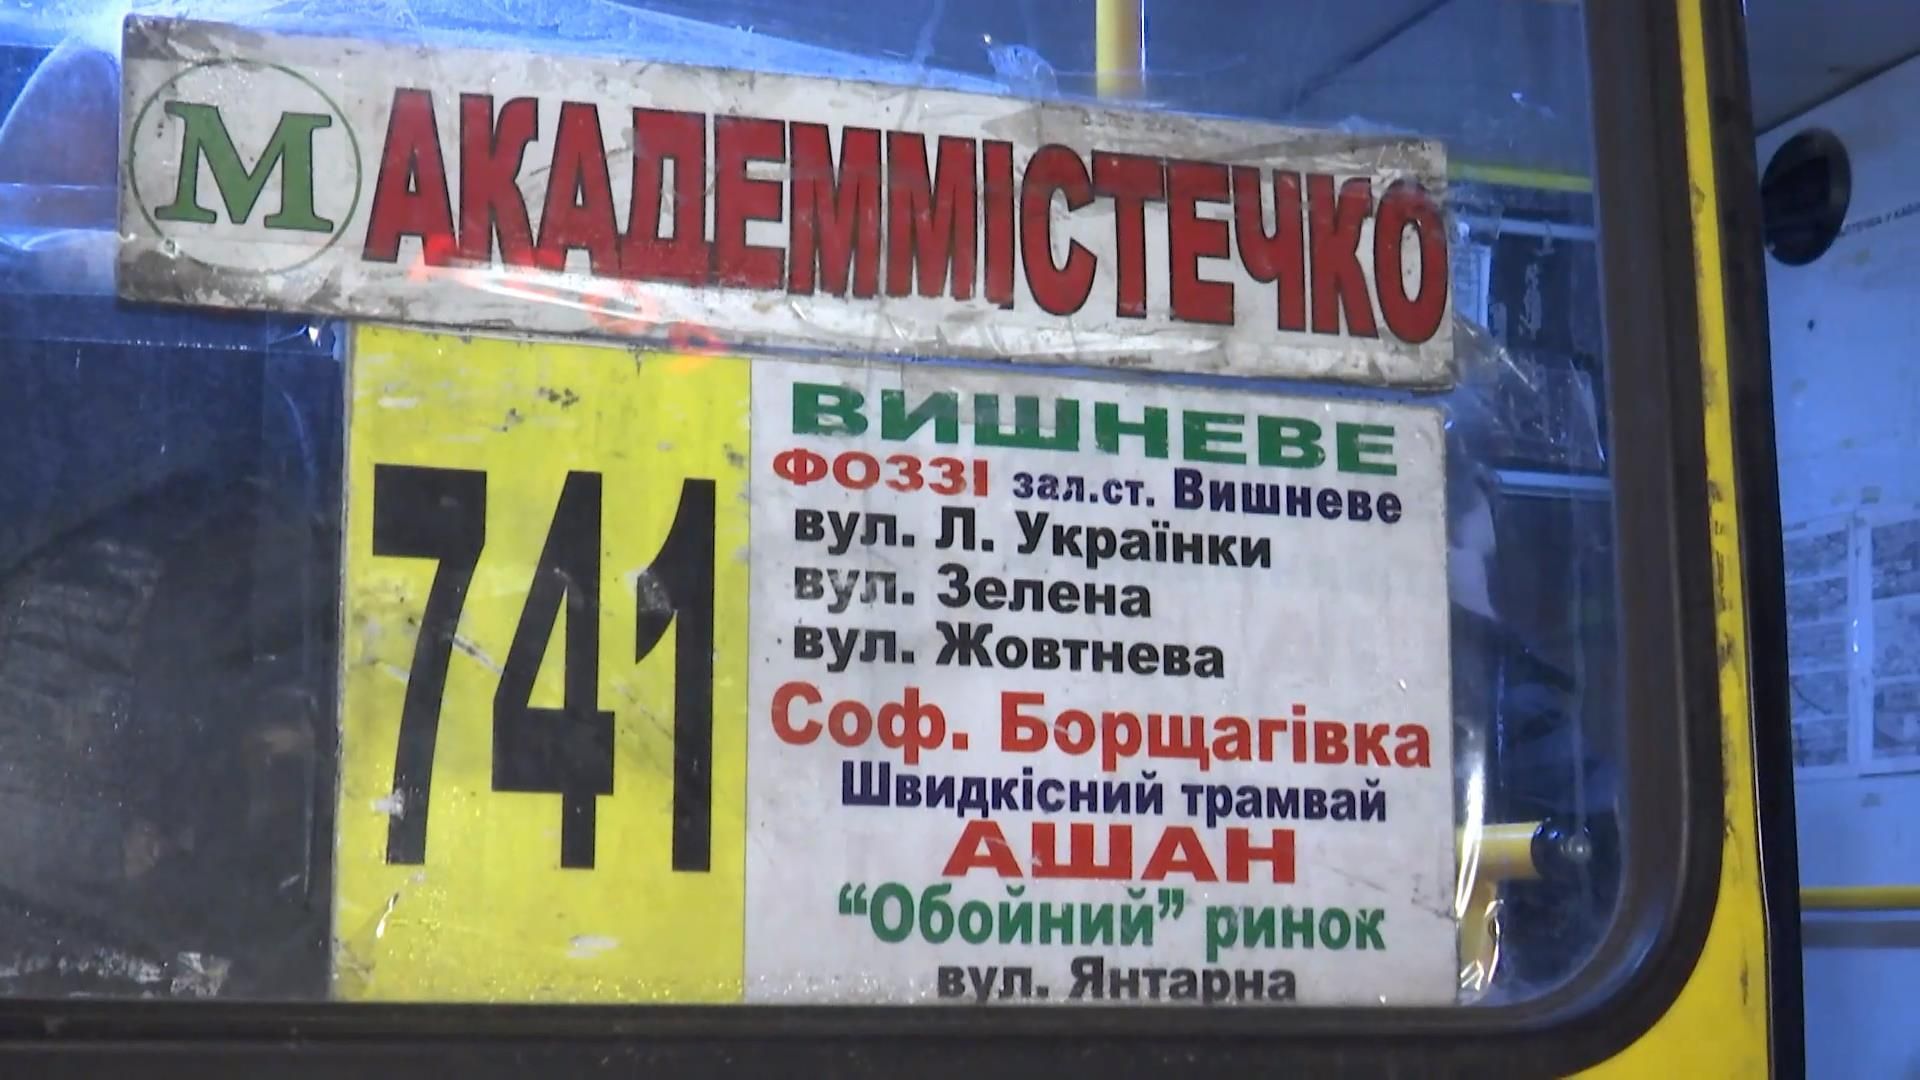 М АКАДЕММІСТЕЧКО
741
ВИШНЕВЕ
ФОЗЗІ зал.ст. Вишневе
вул. Л. Українки
вул. Зелена
вул. Жовтнева
Соф. Борщагівка
Швидкісний трамвай
АШАН
“Обойний” ринок
вул. Янтарна